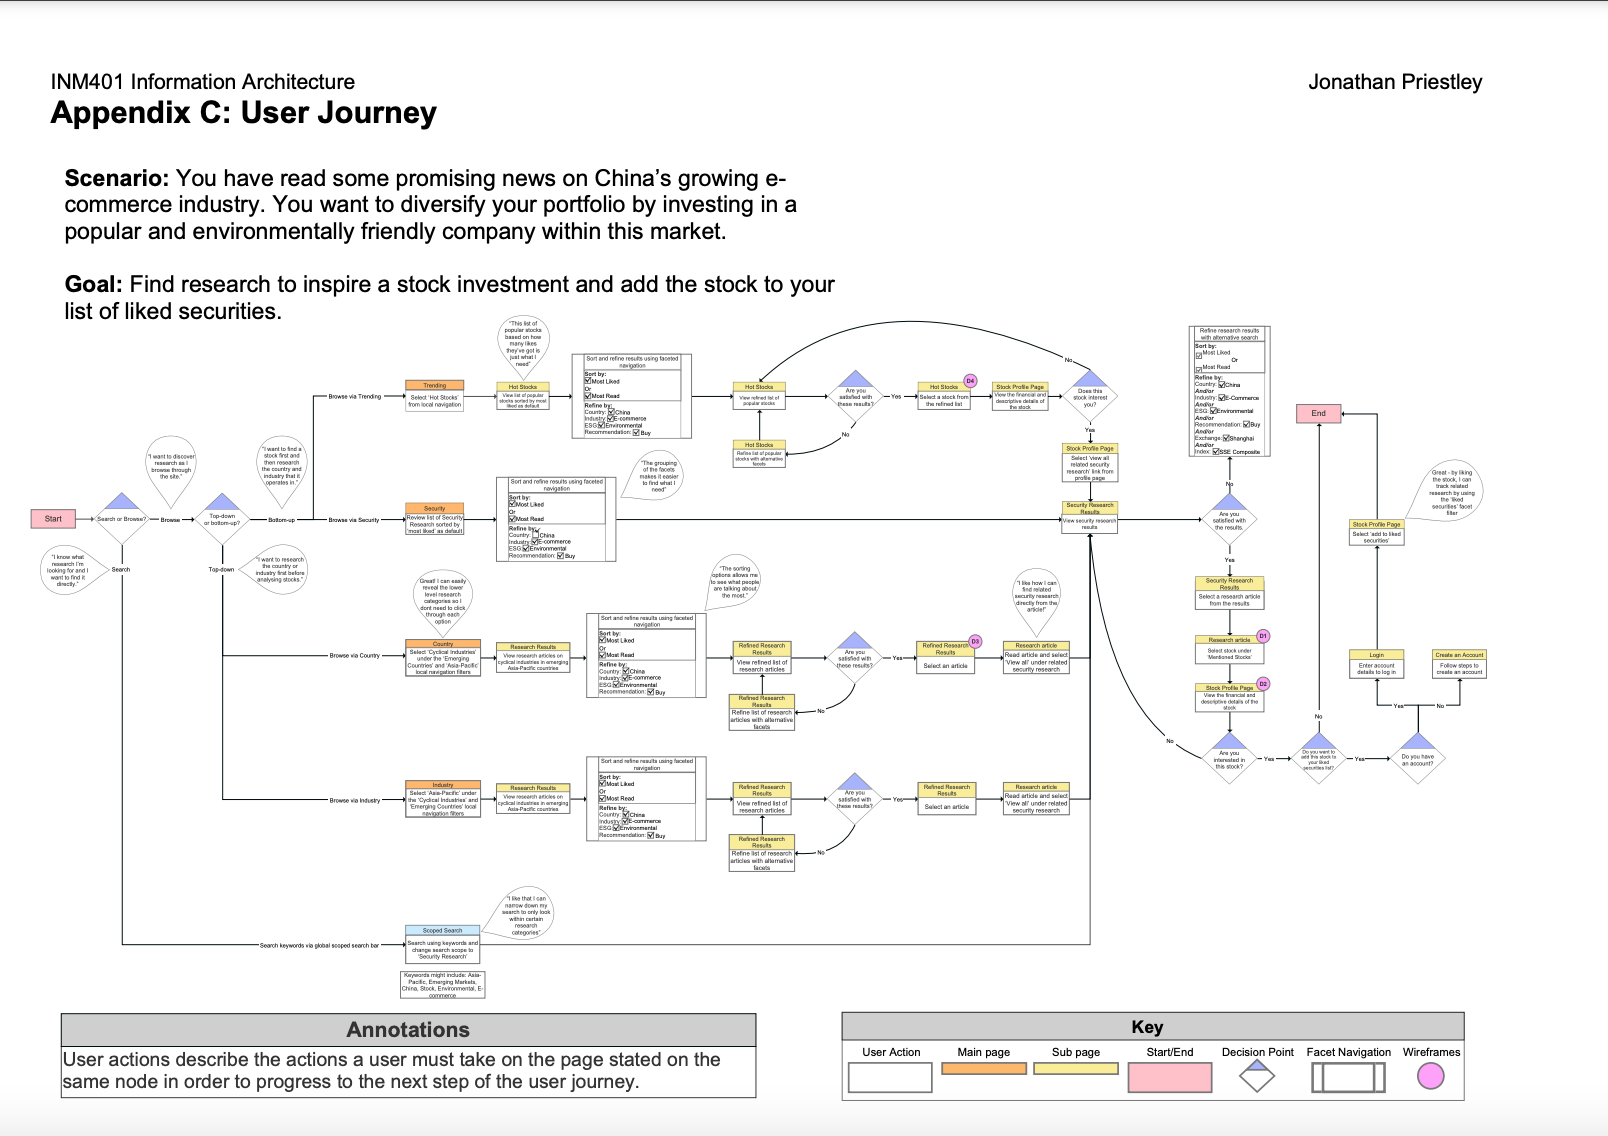 INM401 Information Architecture
Jonathan Priestley
Appendix C: User Journey
Scenario: You have read some promising news on China's growing e-
commerce industry. You want to diversify your portfolio by investing in a
popular and environmentally friendly company within this market.
Goal: Find research to inspire a stock investment and add the stock to your
list of liked securities.
Start
Search or Browse?
"I want to discover
research as I
browse through
the site."
Browse
"I know what
research I'm
looking for and I
want to find it
directly."
Search
Top-down
or bottom-up?
"I want to find a
stock first and
then research
the country and
industry that it
operates in."
Bottom-up
Top-down
"I want to research
the country or
industry first before
analysing stocks."
Browse via Trending
Trending
Select 'Hot Stocks'
from local navigation
"This list of
popular stocks
based on how
many likes
they've got is
just what I
need"
Hot Stocks
View list of popular
stocks sorted by most
liked as default
Sort and refine results using faceted
navigation
Sort by:
Most Liked
Or
Most Read
Refine by:
Country: China
Industry: E-commerce
ESG: Environmental
Recommendation: Buy
Hot Stocks
View refined list of
popular stocks
Hot Stocks
Refine list of popular
stocks with alternative
facets
Are you
satisfied with
these results?
No
Yes
D4
Hot Stocks
Select a stock from
the refined list
Stock Profile Page
View the financial and
descriptive details of
the stock
No
Does this
stock interest
you?
Yes
Stock Profile Page
Select 'view all
related security
research' link from
profile page
Browse via Security
Security
Review list of Security
Research sorted by
'most liked' as default
Sort and refine results using faceted
navigation
Sort by:
Most Liked
Or
Most Read
Refine by:
Country: China
Industry: E-commerce
ESG: Environmental
Recommendation: Buy
"The grouping
of the facets
makes it easier
to find what I
need"
Security Research
Results
View security research
results
Refine research results
with alternative search
Sort by:
Most Liked
Or
Most Read
Refine by:
Country: China
And/or
Industry: E-Commerce
And/or
ESG: Environmental
And/or
Recommendation: Buy
And/or
Exchange: Shanghai
And/or
Index: SSE Composite
No
Are you
satisfied with
the results.
Yes
Security Research
Results
Select a research article
from the results
D1
Research article
Select stock under
'Mentioned Stocks'
D2
Stock Profile Page
View the financial and
descriptive details of the
stock
Are you
interested in
this stock?
No
Yes
Do you want to
add this stock to
your liked
securities list?
No
Yes
Do you have
an account?
Yes
No
Login
Enter account
details to log in
Create an Account
Follow steps to
create an account
Stock Profile Page
Select 'add to liked
securities'
Great - by liking
the stock, I can
track related
research by using
the 'liked
securities' facet
filter
End
Browse via Country
Great! I can easily
reveal the lower
level research
categories so I
dont need to click
through each
option
Country
Select 'Cyclical Industries'
under the 'Emerging
Countries' and 'Asia-Pacific'
local navigation filters
Research Results
View research articles on
cyclical industries in emerging
Asia-Pacific countries
Sort and refine results using faceted
navigation
Sort by:
Most Liked
Or
Most Read
Refine by:
Country: China
Industry: E-commerce
ESG: Environmental
Recommendation: Buy
"The sorting
options allows me
to see what people
are talking about
the most."
Refined Research
Results
View refined list of
research articles
Refined Research
Results
Refine list of research
articles with alternative
facets
Are you
satisfied with
these results?
No
Yes
D3
Refined Research
Results
Select an article
"I like how I can
find related
security research
directly from the
article!"
Research article
Read article and select
'View all' under related
security research
Browse via Industry
Industry
Select 'Asia-Pacific' under
the 'Cyclical Industries' and
'Emerging Countries' local
navigation filters
Research Results
View research articles on
cyclical industries in emerging
Asia-Pacific countries
Sort and refine results using faceted
navigation
Sort by:
Most Liked
Or
Most Read
Refine by:
Country: China
Industry: E-commerce
ESG: Environmental
Recommendation: Buy
Refined Research
Results
View refined list of
research articles
Refined Research
Results
Refine list of research
articles with alternative
facets
Are you
satisfied with
these results?
No
Yes
Refined Research
Results
Select an article
Research article
Read article and select
'View all' under related
security research
Search keywords via global scoped search bar
Scoped Search
Search using keywords and
change search scope to
'Security Research'
"I like that I can
narrow down my
search to only look
within certain
research
categories"
Keywords might include: Asia-
Pacific, Emerging Markets,
China, Stock, Environmental, E-
commerce
Annotations
User actions describe the actions a user must take on the page stated on the
same node in order to progress to the next step of the user journey.
Key
User Action
Main page
Sub page
Start/End
Decision Point
Facet Navigation
Wireframes